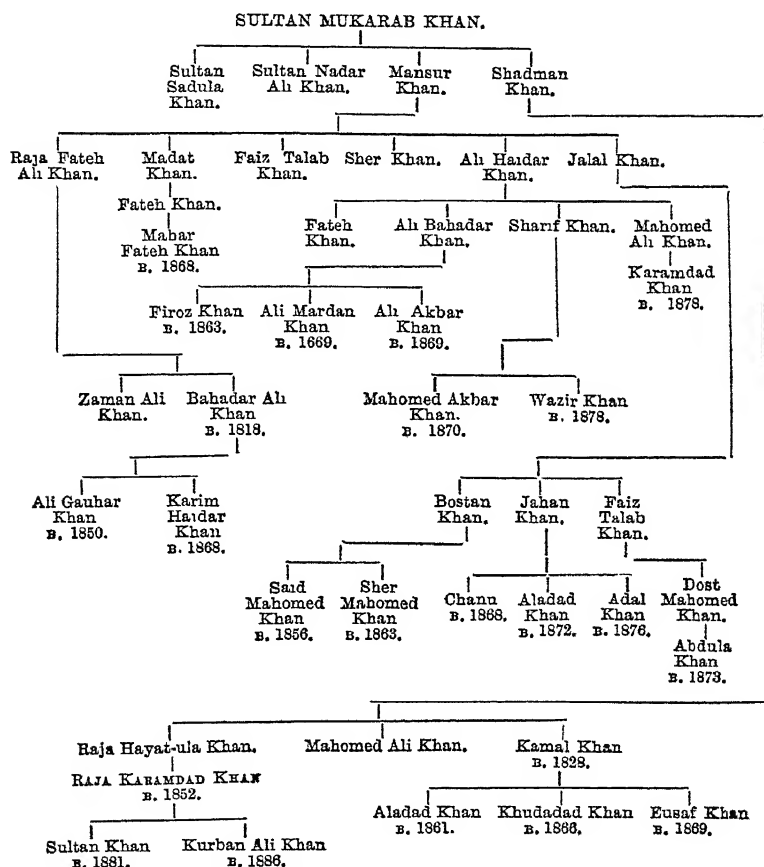 SULTAN MUKARAB KHAN.
Sultan Sadula Khan.
Sultan Nadar Ali Khan.
Mansur Khan.
Shadman Khan.
Raja Fateh Ali Khan.
Madat Khan.
Faiz Talab Khan.
Sher Khan.
Ali Haidar Khan.
Jalal Khan.
Fateh Khan.
Mabar Fateh Khan B. 1868.
Fateh Khan.
Ali Bahadar Khan.
Sharif Khan.
Mahomed Ali Khan.
Karamdad Khan B. 1878.
Firoz Khan B. 1863.
Ali Mardan Khan B. 1669.
Ali Akbar Khan B. 1869.
Zaman Ali Khan.
Bahadar Ali Khan B. 1818.
Mahomed Akbar Khan. B. 1870.
Wazir Khan B. 1878.
Ali Gauhar Khan B. 1850.
Karim Haidar Khan B. 1868.
Bostan Khan.
Jahan Khan.
Faiz Talab Khan.
Said Mahomed Khan B. 1856.
Sher Mahomed Khan B. 1863.
Chanu B. 1868.
Aladad Khan B. 1872.
Adal Khan B. 1876.
Dost Mahomed Khan.
Abdula Khan B. 1873.
Raja Hayat-ula Khan.
Mahomed Ali Khan.
Kamal Khan B. 1828.
RAJA KARAMDAD KHAN B. 1852.
Aladad Khan B. 1861.
Khudadad Khan B. 1866.
Eusaf Khan B. 1869.
Sultan Khan B. 1881.
Kurban Ali Khan B. 1886.